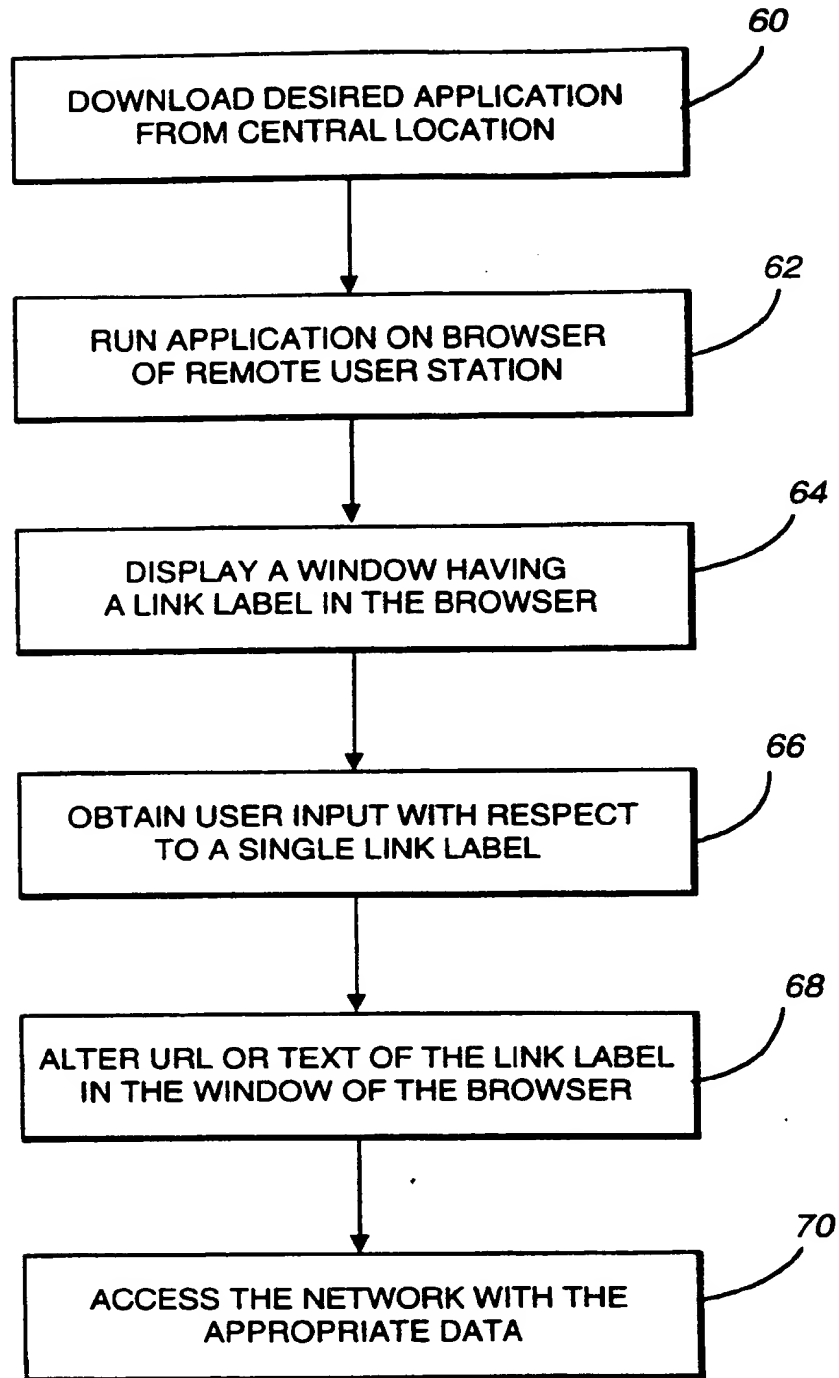 60
DOWNLOAD DESIRED APPLICATION
FROM CENTRAL LOCATION
62
RUN APPLICATION ON BROWSER
OF REMOTE USER STATION
64
DISPLAY A WINDOW HAVING
A LINK LABEL IN THE BROWSER
66
OBTAIN USER INPUT WITH RESPECT
TO A SINGLE LINK LABEL
68
ALTER URL OR TEXT OF THE LINK LABEL
IN THE WINDOW OF THE BROWSER
70
ACCESS THE NETWORK WITH THE
APPROPRIATE DATA